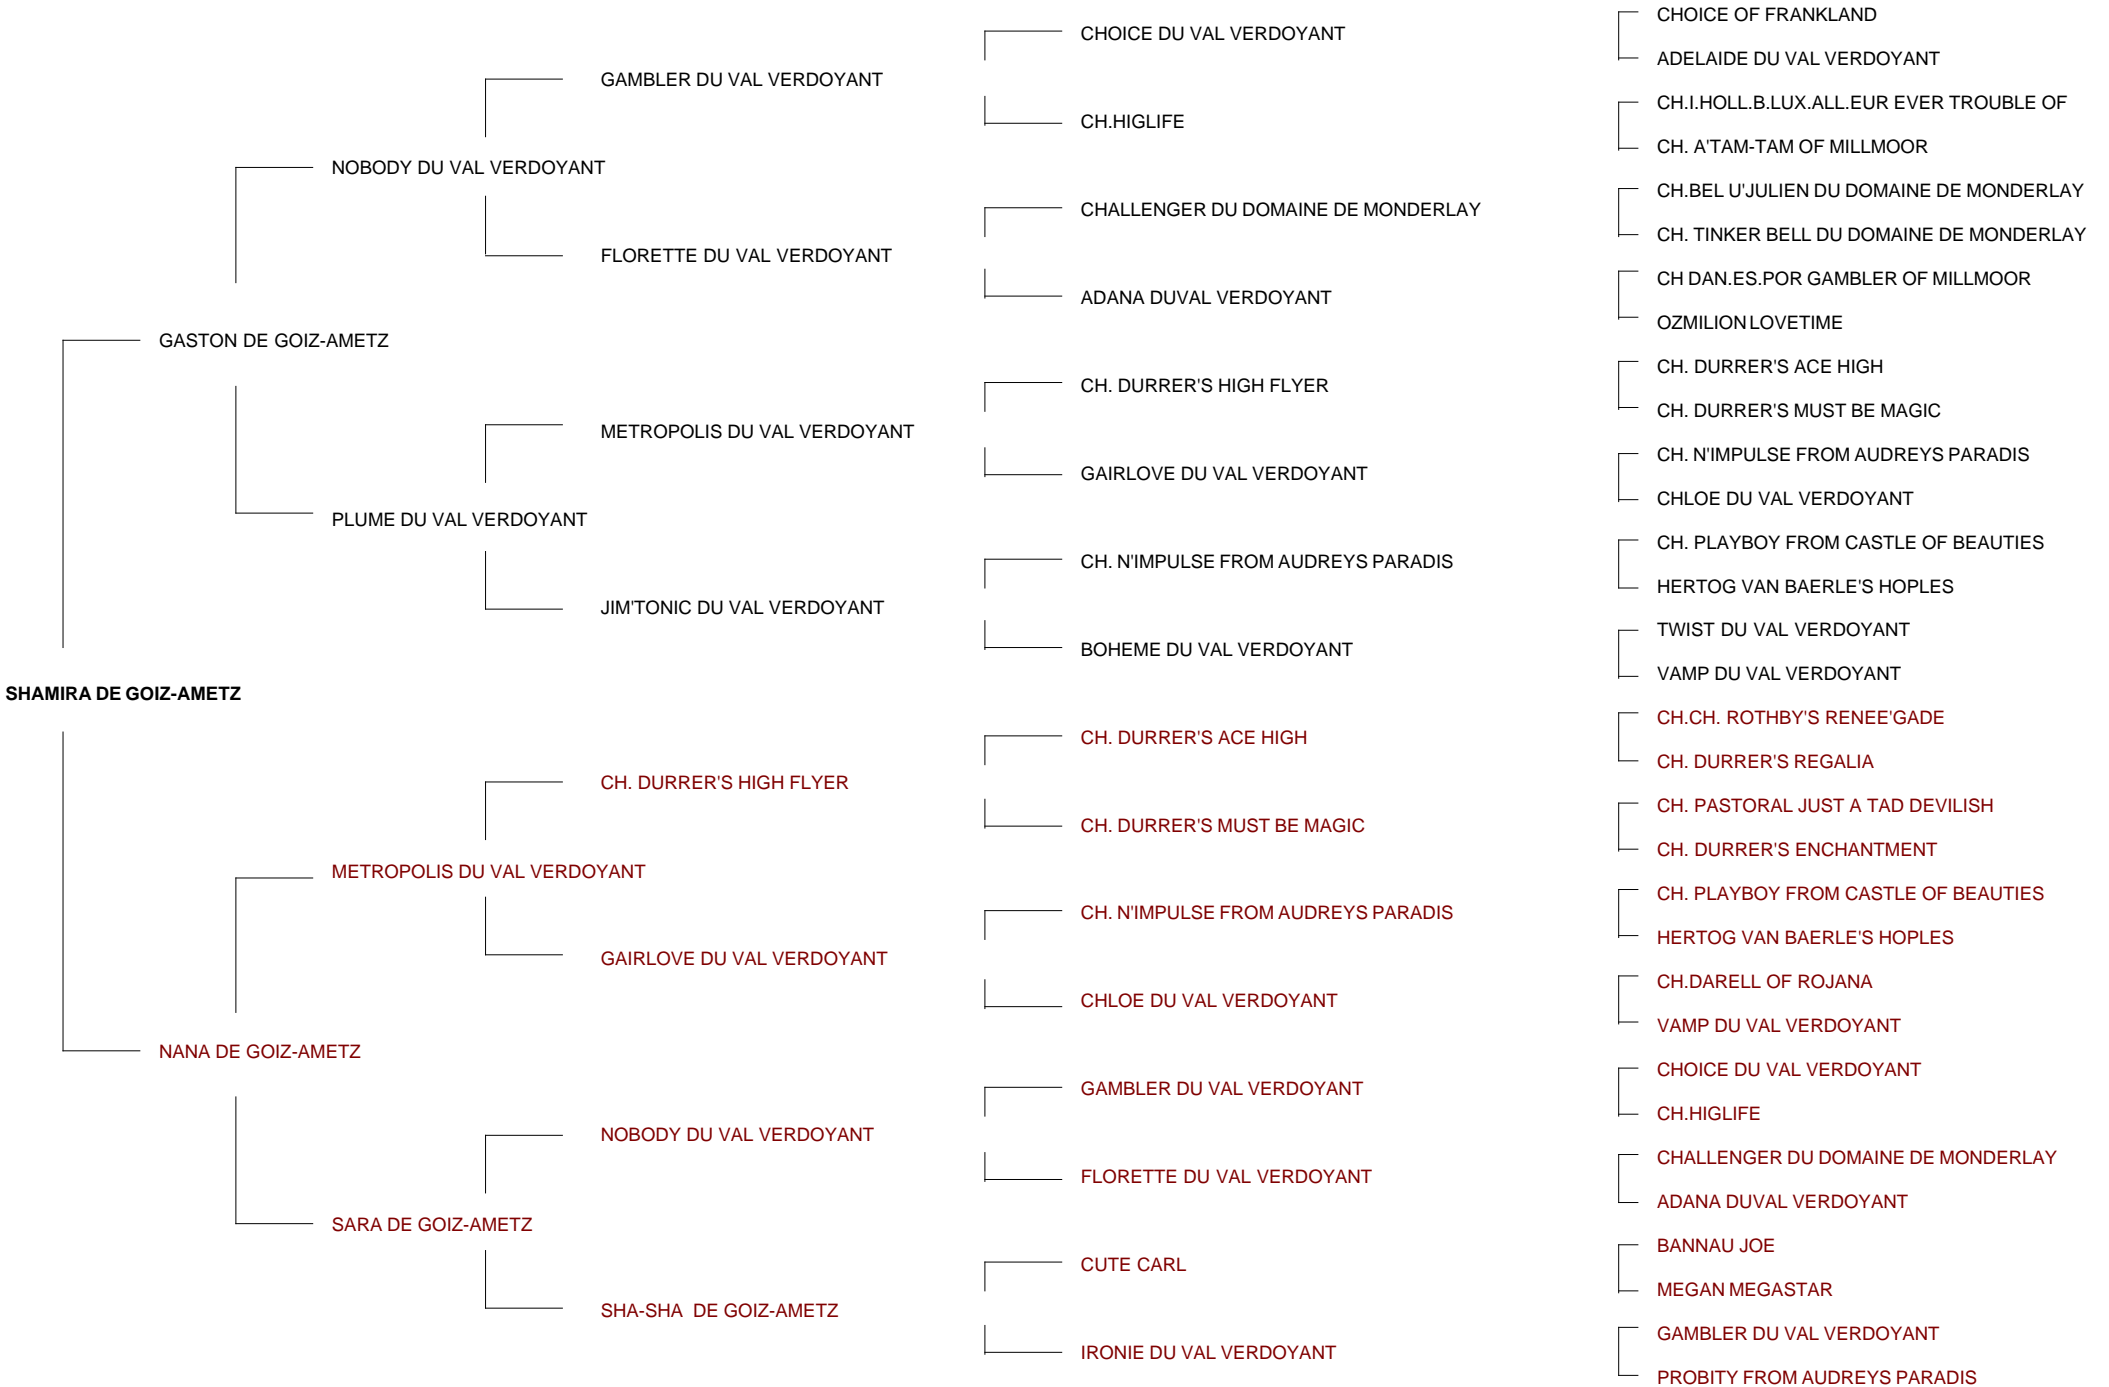 CHOICE OF FRANKLAND
CHOICE DU VAL VERDOYANT
ADELAIDE DU VAL VERDOYANT
GAMBLER DU VAL VERDOYANT
CH.I.HOLL.B.LUX.ALL.EUR EVER TROUBLE OF
CH.HIGLIFE
CH. A'TAM-TAM OF MILLMOOR
NOBODY DU VAL VERDOYANT
CH.BEL U'JULIEN DU DOMAINE DE MONDERLAY
CHALLENGER DU DOMAINE DE MONDERLAY
CH. TINKER BELL DU DOMAINE DE MONDERLAY
FLORETTE DU VAL VERDOYANT
CH DAN.ES.POR GAMBLER OF MILLMOOR
ADANA DUVAL VERDOYANT
OZMILION LOVETIME
GASTON DE GOIZ-AMETZ
CH. DURRER'S ACE HIGH
CH. DURRER'S HIGH FLYER
CH. DURRER'S MUST BE MAGIC
METROPOLIS DU VAL VERDOYANT
CH. N'IMPULSE FROM AUDREYS PARADIS
GAIRLOVE DU VAL VERDOYANT
CHLOE DU VAL VERDOYANT
PLUME DU VAL VERDOYANT
CH. PLAYBOY FROM CASTLE OF BEAUTIES
CH. N'IMPULSE FROM AUDREYS PARADIS
HERTOG VAN BAERLE'S HOPLES
JIM'TONIC DU VAL VERDOYANT
TWIST DU VAL VERDOYANT
BOHEME DU VAL VERDOYANT
VAMP DU VAL VERDOYANT
SHAMIRA DE GOIZ-AMETZ
CH.CH. ROTHBY'S RENEE'GADE
CH. DURRER'S ACE HIGH
CH. DURRER'S REGALIA
CH. DURRER'S HIGH FLYER
CH. PASTORAL JUST A TAD DEVILISH
CH. DURRER'S MUST BE MAGIC
CH. DURRER'S ENCHANTMENT
METROPOLIS DU VAL VERDOYANT
CH. PLAYBOY FROM CASTLE OF BEAUTIES
CH. N'IMPULSE FROM AUDREYS PARADIS
HERTOG VAN BAERLE'S HOPLES
GAIRLOVE DU VAL VERDOYANT
CH.DARELL OF ROJANA
CHLOE DU VAL VERDOYANT
VAMP DU VAL VERDOYANT
NANA DE GOIZ-AMETZ
CHOICE DU VAL VERDOYANT
GAMBLER DU VAL VERDOYANT
CH.HIGLIFE
NOBODY DU VAL VERDOYANT
CHALLENGER DU DOMAINE DE MONDERLAY
FLORETTE DU VAL VERDOYANT
ADANA DUVAL VERDOYANT
SARA DE GOIZ-AMETZ
BANNAU JOE
CUTE CARL
MEGAN MEGASTAR
SHA-SHA DE GOIZ-AMETZ
GAMBLER DU VAL VERDOYANT
IRONIE DU VAL VERDOYANT
PROBITY FROM AUDREYS PARADIS